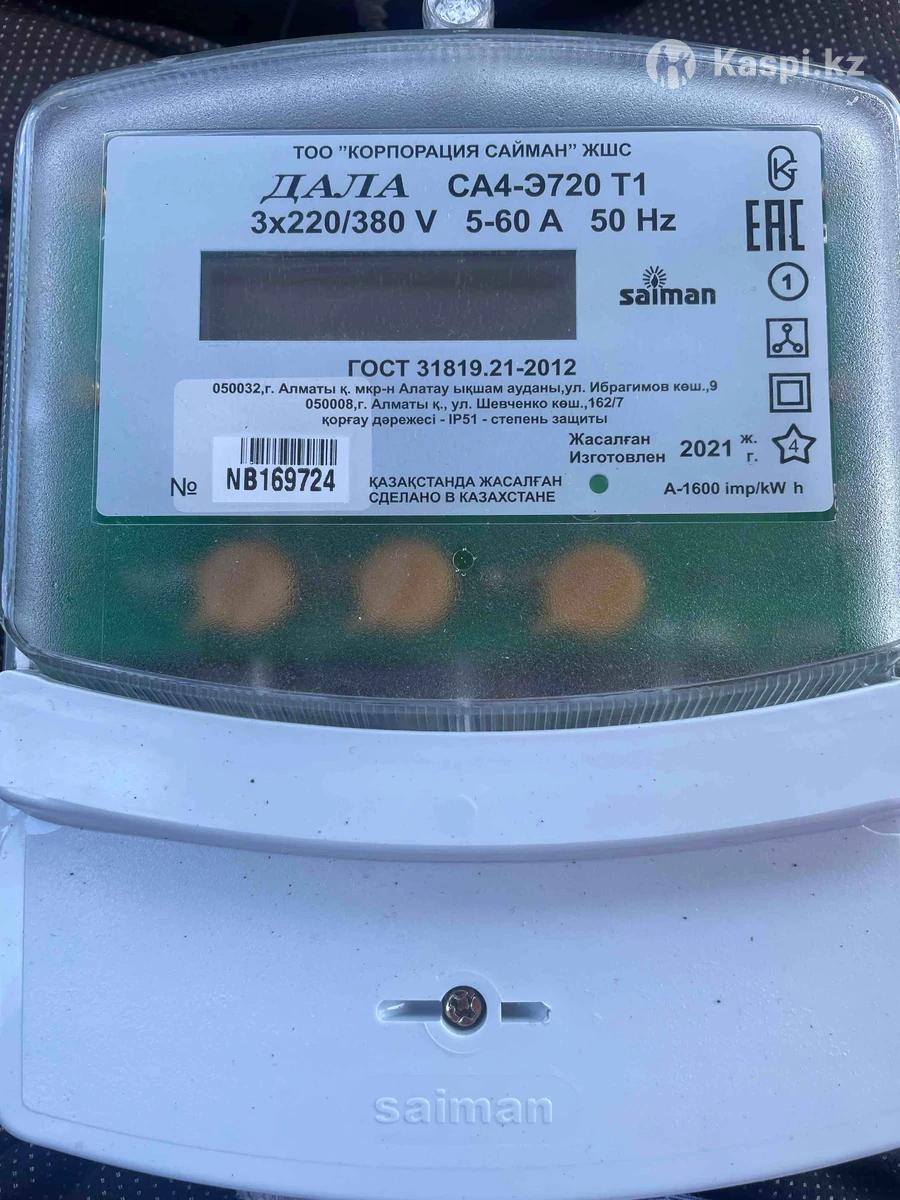 Kaspi.kz
ТОО "КОРПОРАЦИЯ САЙМАН" ЖШС
ДАЛА СА4-Э720 Т1
3x220/380 V 5-60 A 50 Hz
EAC
1
saiman
ГОСТ 31819.21-2012
050032,г. Алматы қ. мкр-н Алатау ықшам ауданы,ул. Ибрагимов көш.,9
050008,г. Алматы қ., ул. Шевченко көш.,162/7
қорғау дәрежесі - IP51 - степень защиты
Жасалған
Изготовлен 2021 ж.
г.
4
№ NB169724
ҚАЗАҚСТАНДА ЖАСАЛҒАН
СДЕЛАНО В КАЗАХСТАНЕ
A-1600 imp/kW h
saiman